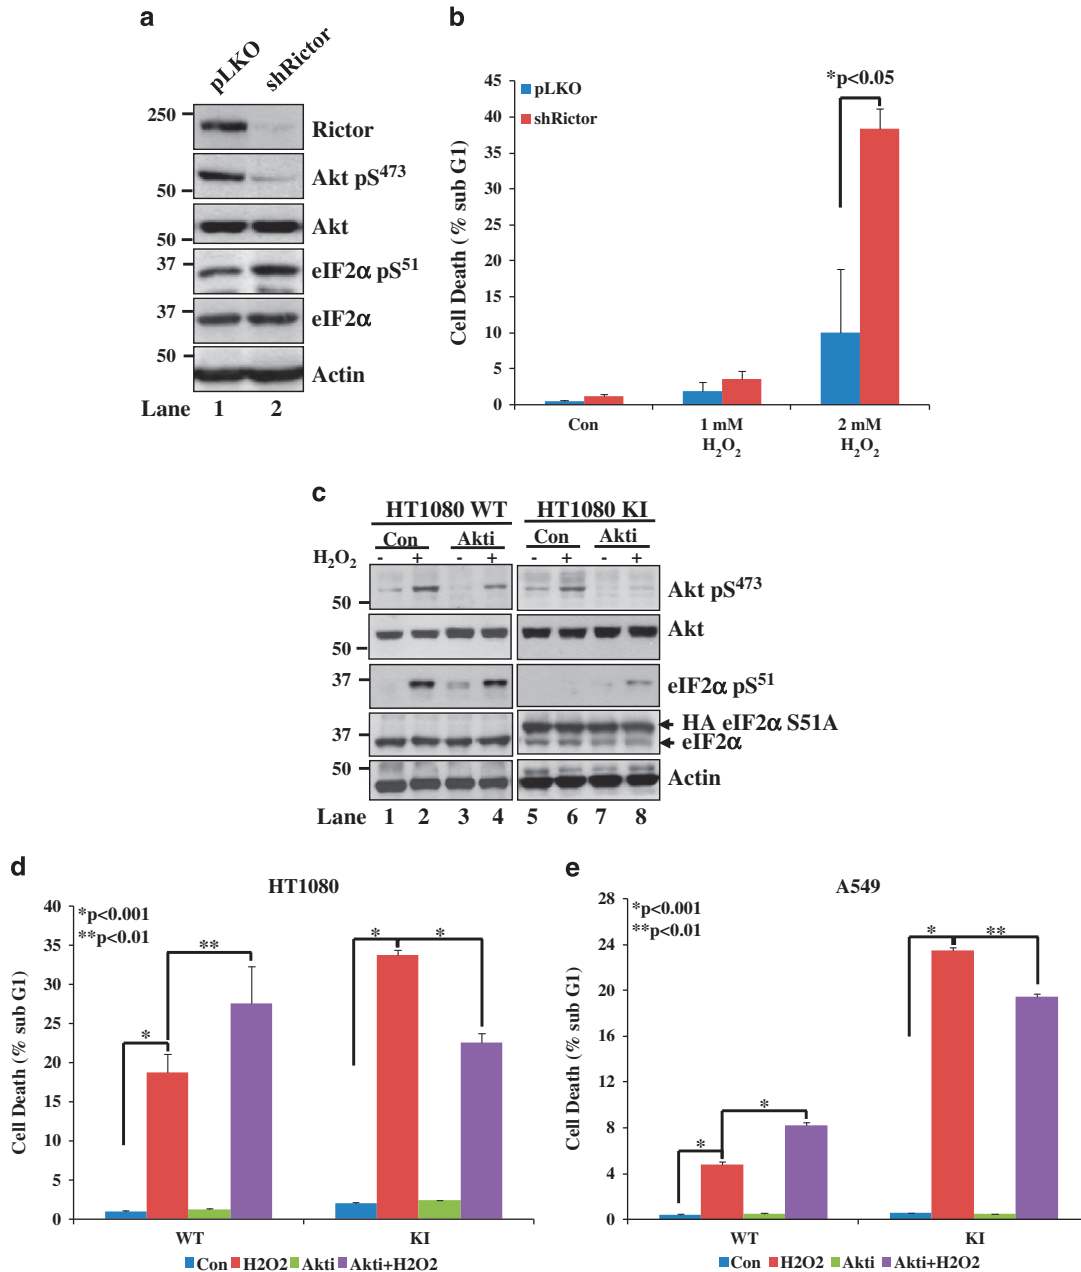 a
pLKO
shRictor
250
Rictor
Akt pS473
50
Akt
50
37
eIF2α pS51
37
eIF2α
50
Actin
Lane 1 2
b
Cell Death (% sub G1)
45
40
35
30
25
20
15
10
5
0
pLKO
shRictor
*p<0.05
Con
1 mM
H2O2
2 mM
H2O2
c
HT1080 WT HT1080 KI
Con Akti Con Akti
H2O2 - + - + - + - +
Akt pS473
50
Akt
50
37
eIF2α pS51
HA eIF2α S51A
37
eIF2α
50
Actin
Lane 1 2 3 4 5 6 7 8
d
HT1080
Cell Death (% sub G1)
40
35
30
25
20
15
10
5
0
*p<0.001
**p<0.01
*
**
*
*
WT KI
Con H2O2 Akti Akti+H2O2
e
A549
Cell Death (% sub G1)
28
24
20
16
12
8
4
0
*p<0.001
**p<0.01
*
*
*
**
WT KI
Con H2O2 Akti Akti+H2O2